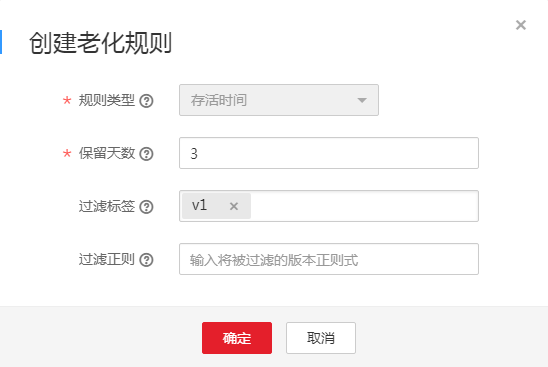 创建老化规则
* 规则类型 存活时间
* 保留天数 3
过滤标签 v1
过滤正则 输入将被过滤的版本正则式
确定 取消